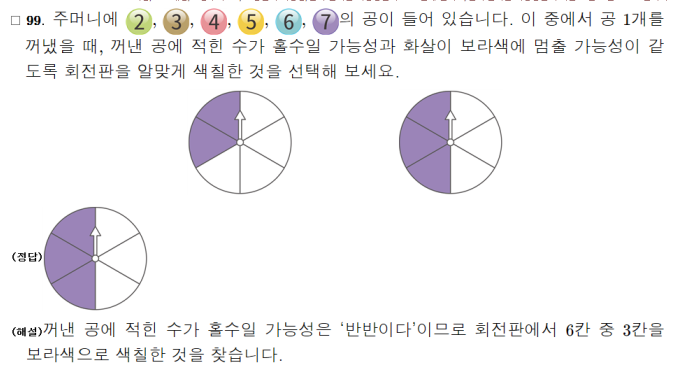 □ 99. 주머니에 2, 3, 4, 5, 6, 7의 공이 들어 있습니다. 이 중에서 공 1개를
꺼냈을 때, 꺼낸 공에 적힌 수가 홀수일 가능성과 화살이 보라색에 멈출 가능성이 같
도록 회전판을 알맞게 색칠한 것을 선택해 보세요.
(정답)
(해설)꺼낸 공에 적힌 수가 홀수일 가능성은 ‘반반이다’이므로 회전판에서 6칸 중 3칸을
보라색으로 색칠한 것을 찾습니다.